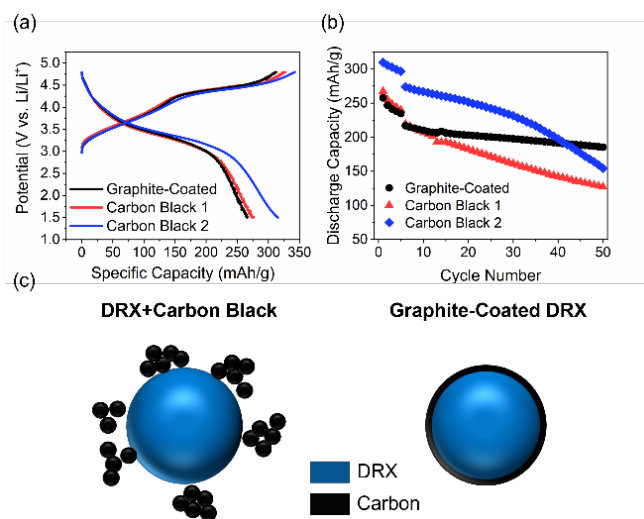 (a)
5.0
4.5
4.0
3.5
3.0
2.5
2.0
1.5
Potential (V vs. Li/Li⁺)
Graphite-Coated
Carbon Black 1
Carbon Black 2
0 50 100 150 200 250 300 350
Specific Capacity (mAh/g)
(b)
300
250
200
150
100
50
0
Discharge Capacity (mAh/g)
Graphite-Coated
Carbon Black 1
Carbon Black 2
0 10 20 30 40 50
Cycle Number
(c)
DRX+Carbon Black
Graphite-Coated DRX
DRX
Carbon